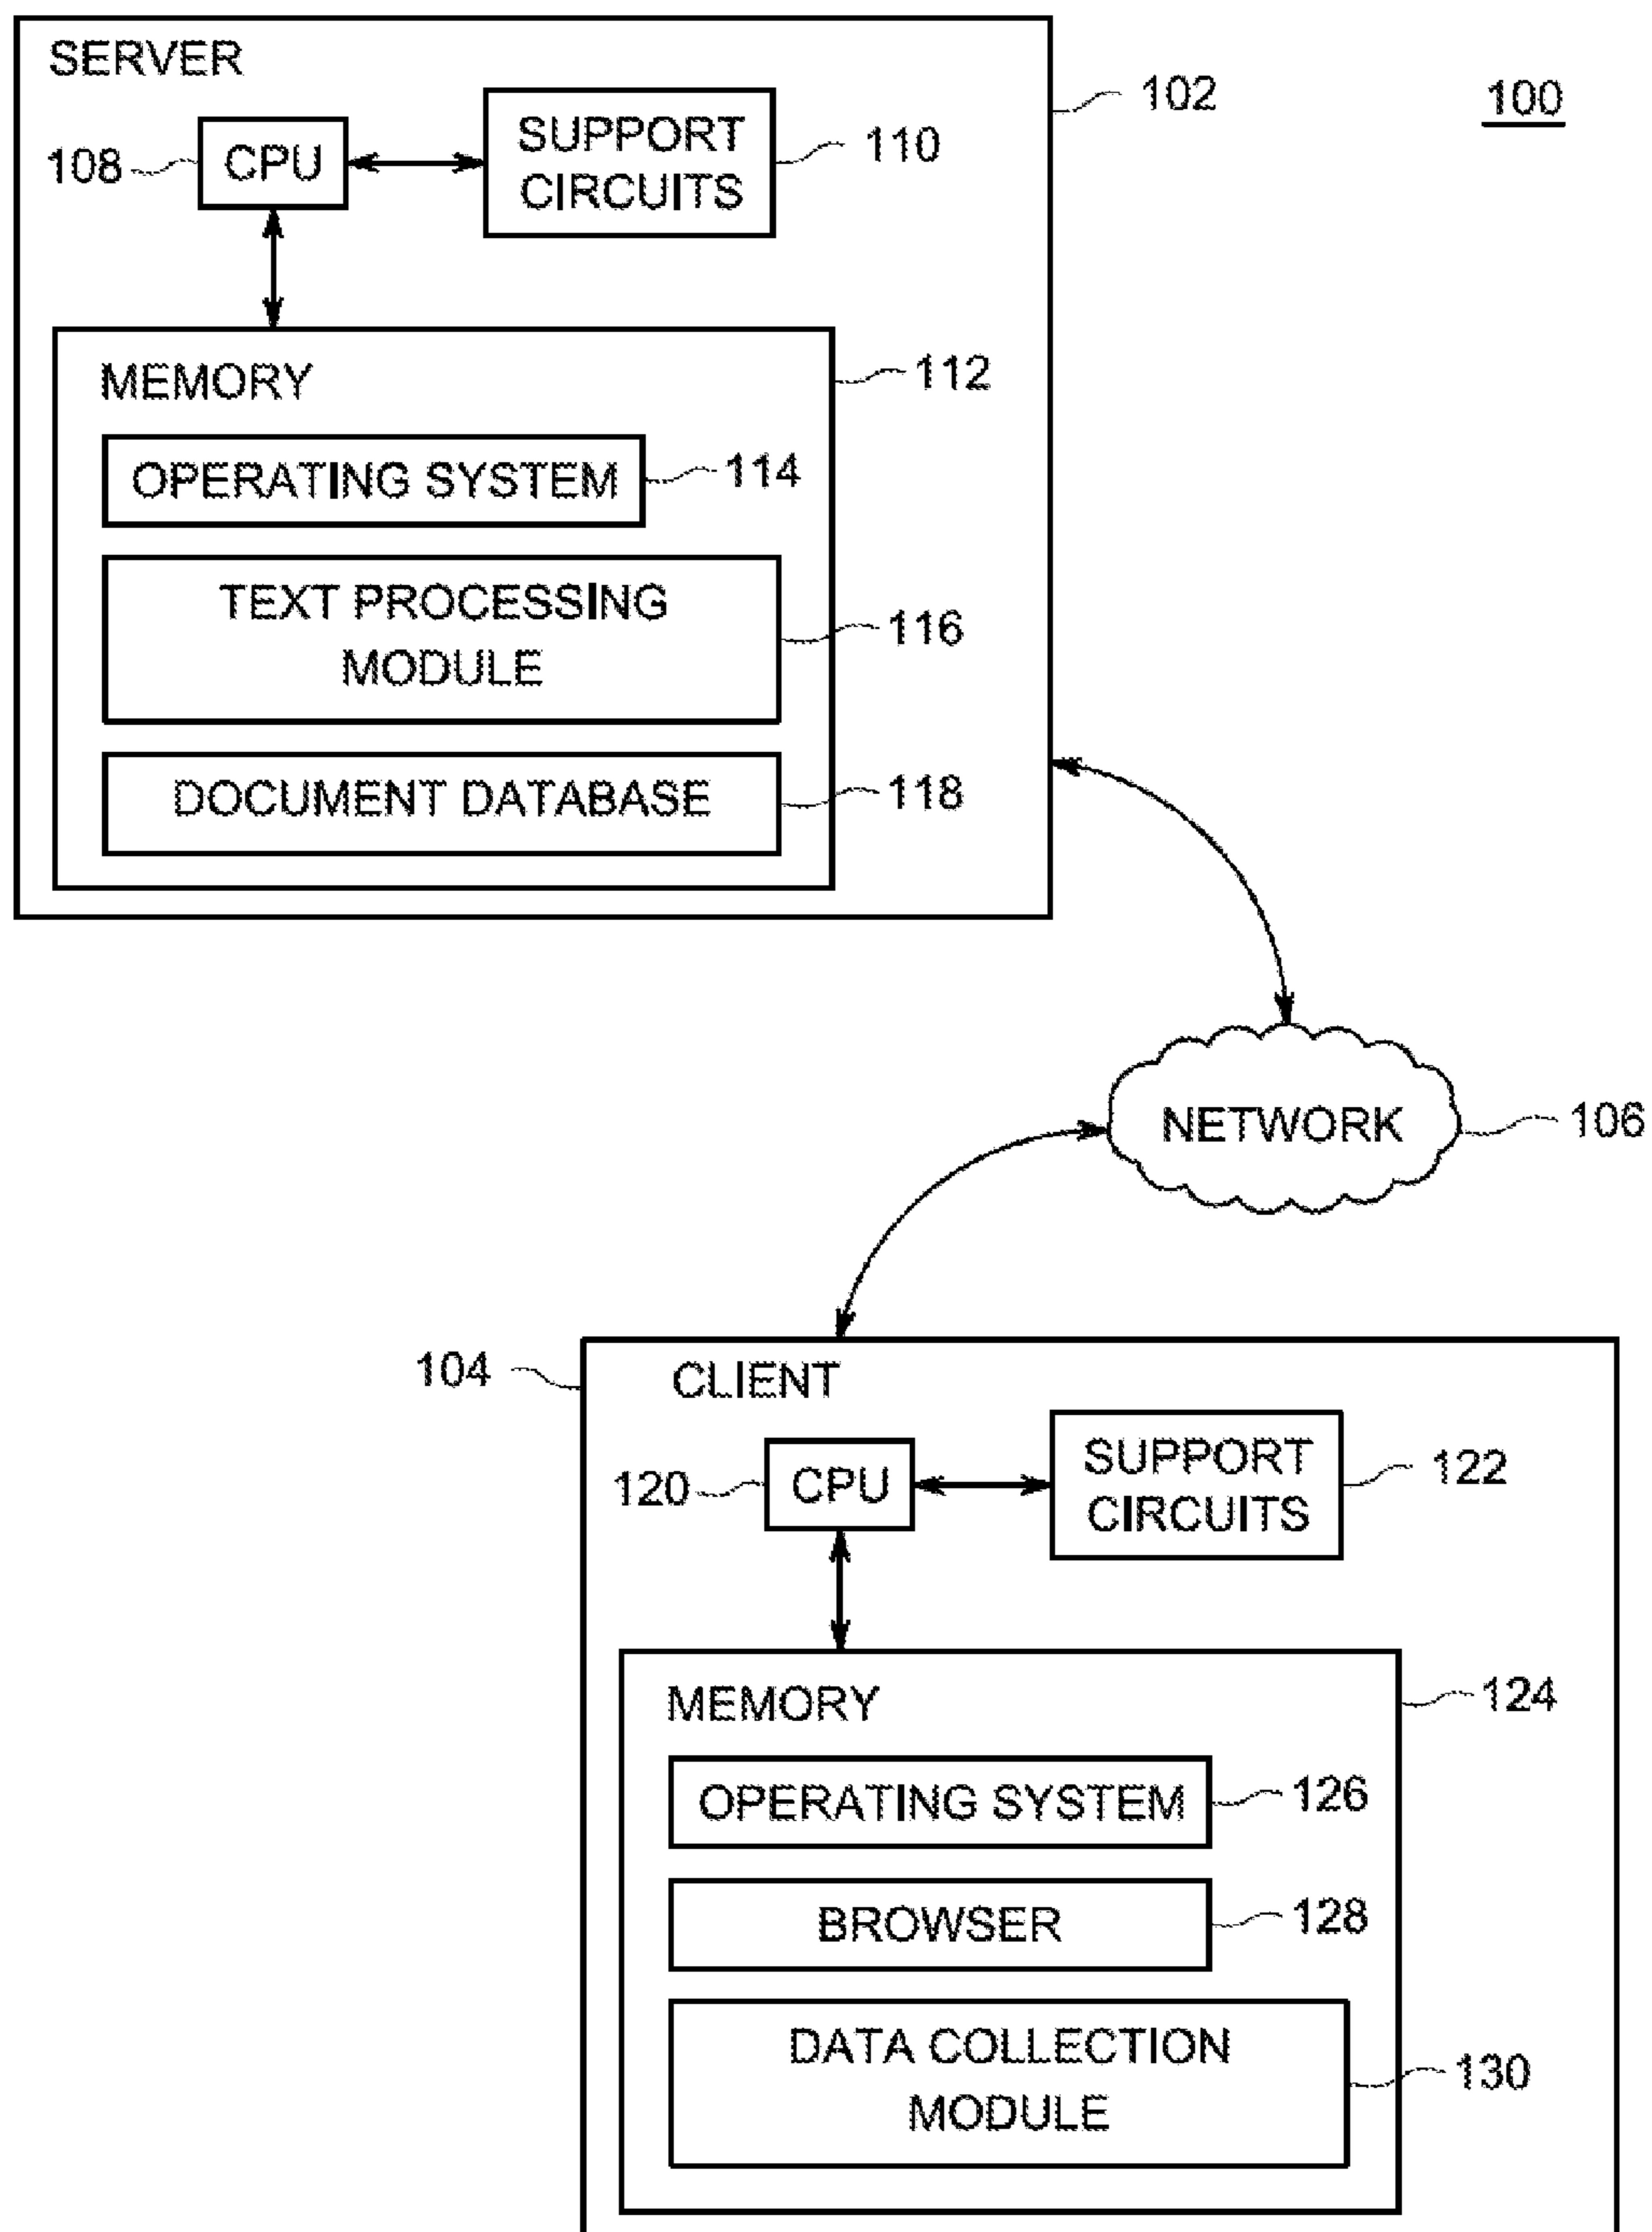 SERVER
102
100
108
CPU
SUPPORT
CIRCUITS
110
MEMORY
112
OPERATING SYSTEM
114
TEXT PROCESSING
MODULE
116
DOCUMENT DATABASE
118
NETWORK
106
104
CLIENT
120
CPU
SUPPORT
CIRCUITS
122
MEMORY
124
OPERATING SYSTEM
126
BROWSER
128
DATA COLLECTION
MODULE
130